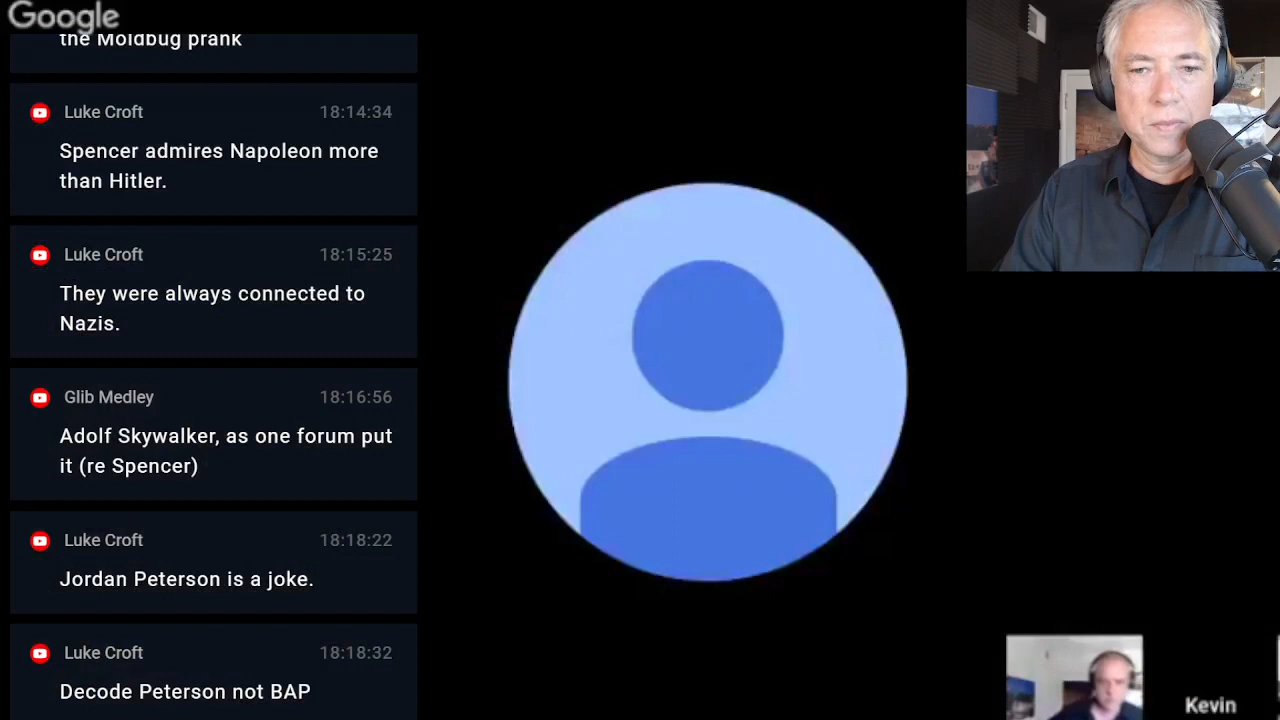 Google
the Moldbug prank
Luke Croft 18:14:34
Spencer admires Napoleon more
than Hitler.
Luke Croft 18:15:25
They were always connected to
Nazis.
Glib Medley 18:16:56
Adolf Skywalker, as one forum put
it (re Spencer)
Luke Croft 18:18:22
Jordan Peterson is a joke.
Luke Croft 18:18:32
Decode Peterson not BAP
Kevin